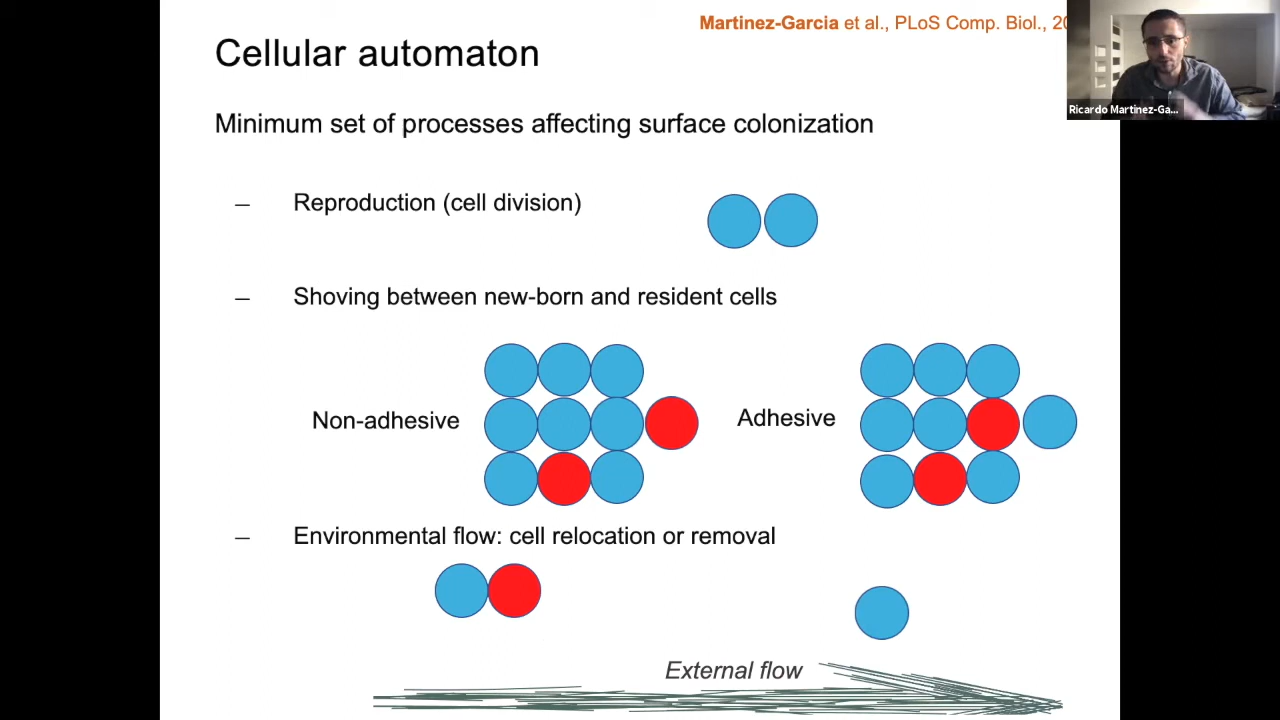 Martinez-Garcia et al., PLoS Comp. Biol.,
Cellular automaton
Ricardo Martinez-Ga...
Minimum set of processes affecting surface colonization
– Reproduction (cell division)
– Shoving between new-born and resident cells
Non-adhesive
Adhesive
– Environmental flow: cell relocation or removal
External flow